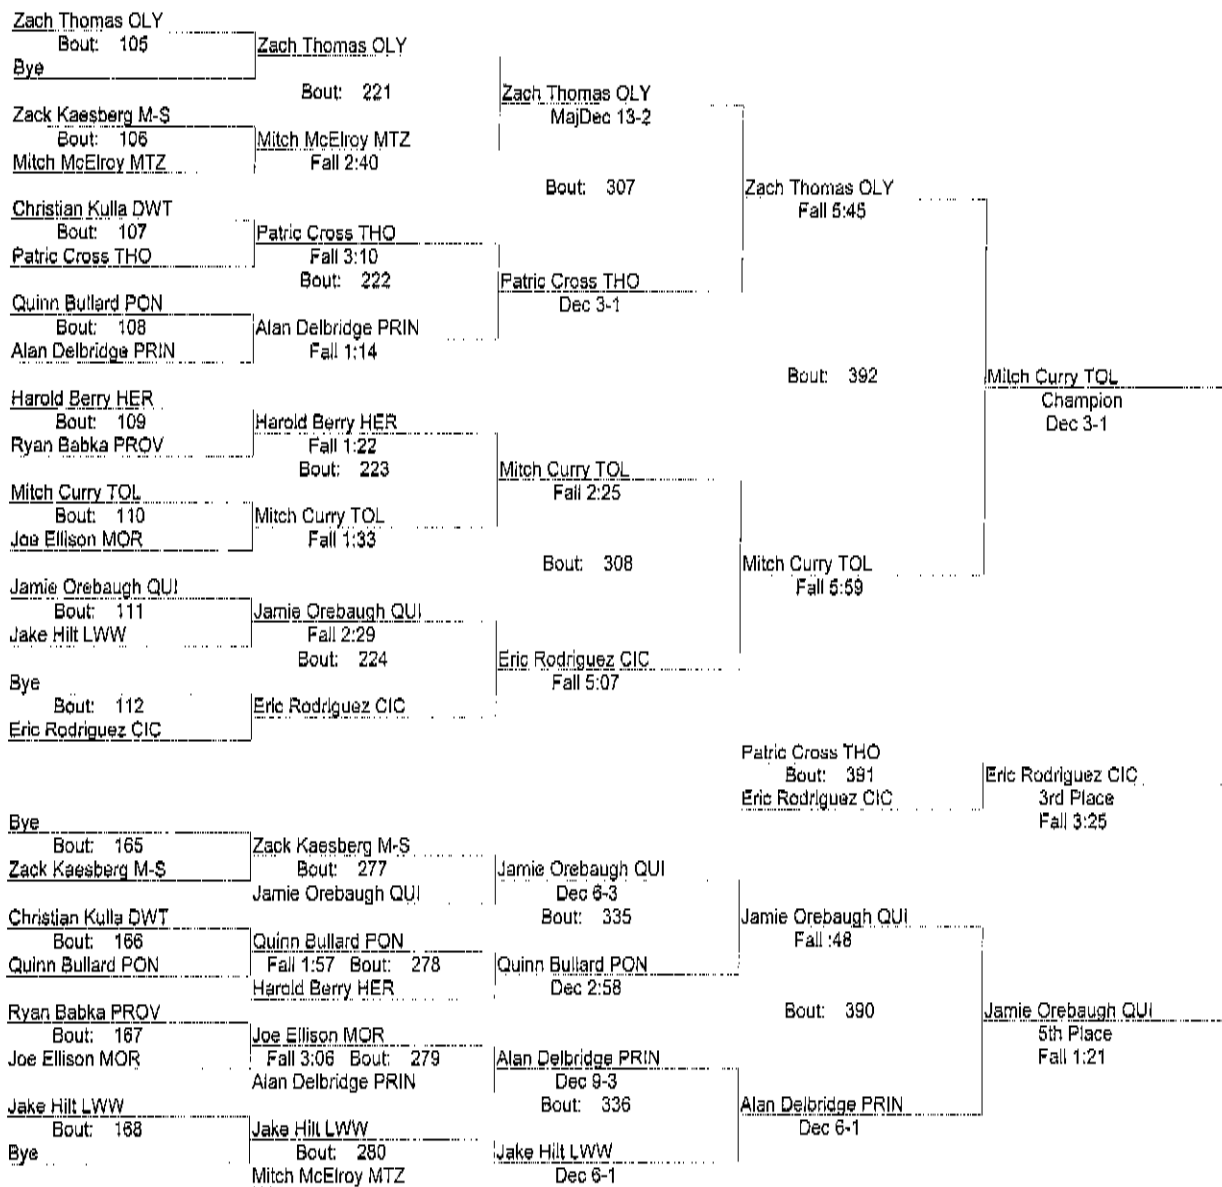 Zach Thomas OLY
Bout: 105
Bye
Zach Thomas OLY
Bout: 221
Zach Thomas OLY
MajDec 13-2
Zack Kaesberg M-S
Bout: 106
Mitch McElroy MTZ
Mitch McElroy MTZ
Fall 2:40
Bout: 307
Zach Thomas OLY
Fall 5:45
Christian Kulla DWT
Bout: 107
Patric Cross THO
Patric Cross THO
Fall 3:10
Bout: 222
Patric Cross THO
Dec 3-1
Quinn Bullard PON
Bout: 108
Alan Delbridge PRIN
Alan Delbridge PRIN
Fall 1:14
Bout: 392
Mitch Curry TOL
Champion
Dec 3-1
Harold Berry HER
Bout: 109
Ryan Babka PROV
Harold Berry HER
Fall 1:22
Bout: 223
Mitch Curry TOL
Fall 2:25
Mitch Curry TOL
Bout: 110
Joe Ellison MOR
Mitch Curry TOL
Fall 1:33
Bout: 308
Mitch Curry TOL
Fall 5:59
Jamie Orebaugh QUI
Bout: 111
Jake Hilt LWW
Jamie Orebaugh QUI
Fall 2:29
Bout: 224
Eric Rodriguez CIC
Fall 5:07
Bye
Bout: 112
Eric Rodriguez CIC
Eric Rodriguez CIC
Patric Cross THO
Bout: 391
Eric Rodriguez CIC
Eric Rodriguez CIC
3rd Place
Fall 3:25
Bye
Bout: 165
Zack Kaesberg M-S
Zack Kaesberg M-S
Bout: 277
Jamie Orebaugh QUI
Jamie Orebaugh QUI
Dec 6-3
Bout: 335
Jamie Orebaugh QUI
Fall :48
Christian Kulla DWT
Bout: 166
Quinn Bullard PON
Quinn Bullard PON
Fall 1:57 Bout: 278
Harold Berry HER
Quinn Bullard PON
Dec 2:58
Bout: 390
Jamie Orebaugh QUI
5th Place
Fall 1:21
Ryan Babka PROV
Bout: 167
Joe Ellison MOR
Joe Ellison MOR
Fall 3:06 Bout: 279
Alan Delbridge PRIN
Alan Delbridge PRIN
Dec 9-3
Bout: 336
Alan Delbridge PRIN
Dec 6-1
Jake Hilt LWW
Bout: 168
Bye
Jake Hilt LWW
Bout: 280
Mitch McElroy MTZ
Jake Hilt LWW
Dec 6-1